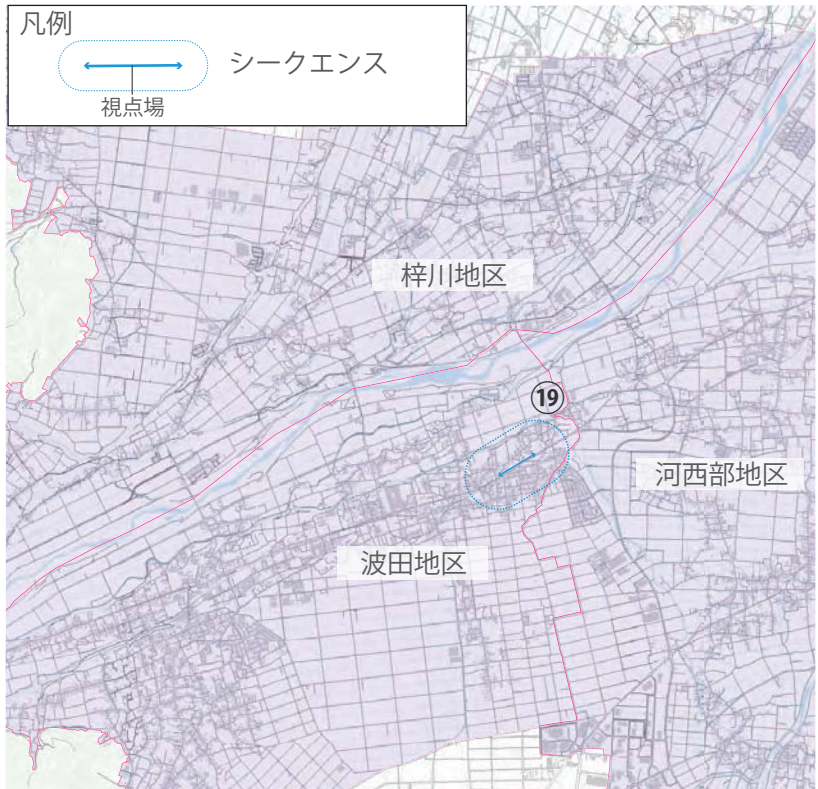 凡例
シークエンス
視点場
梓川地区
19
河西部地区
波田地区